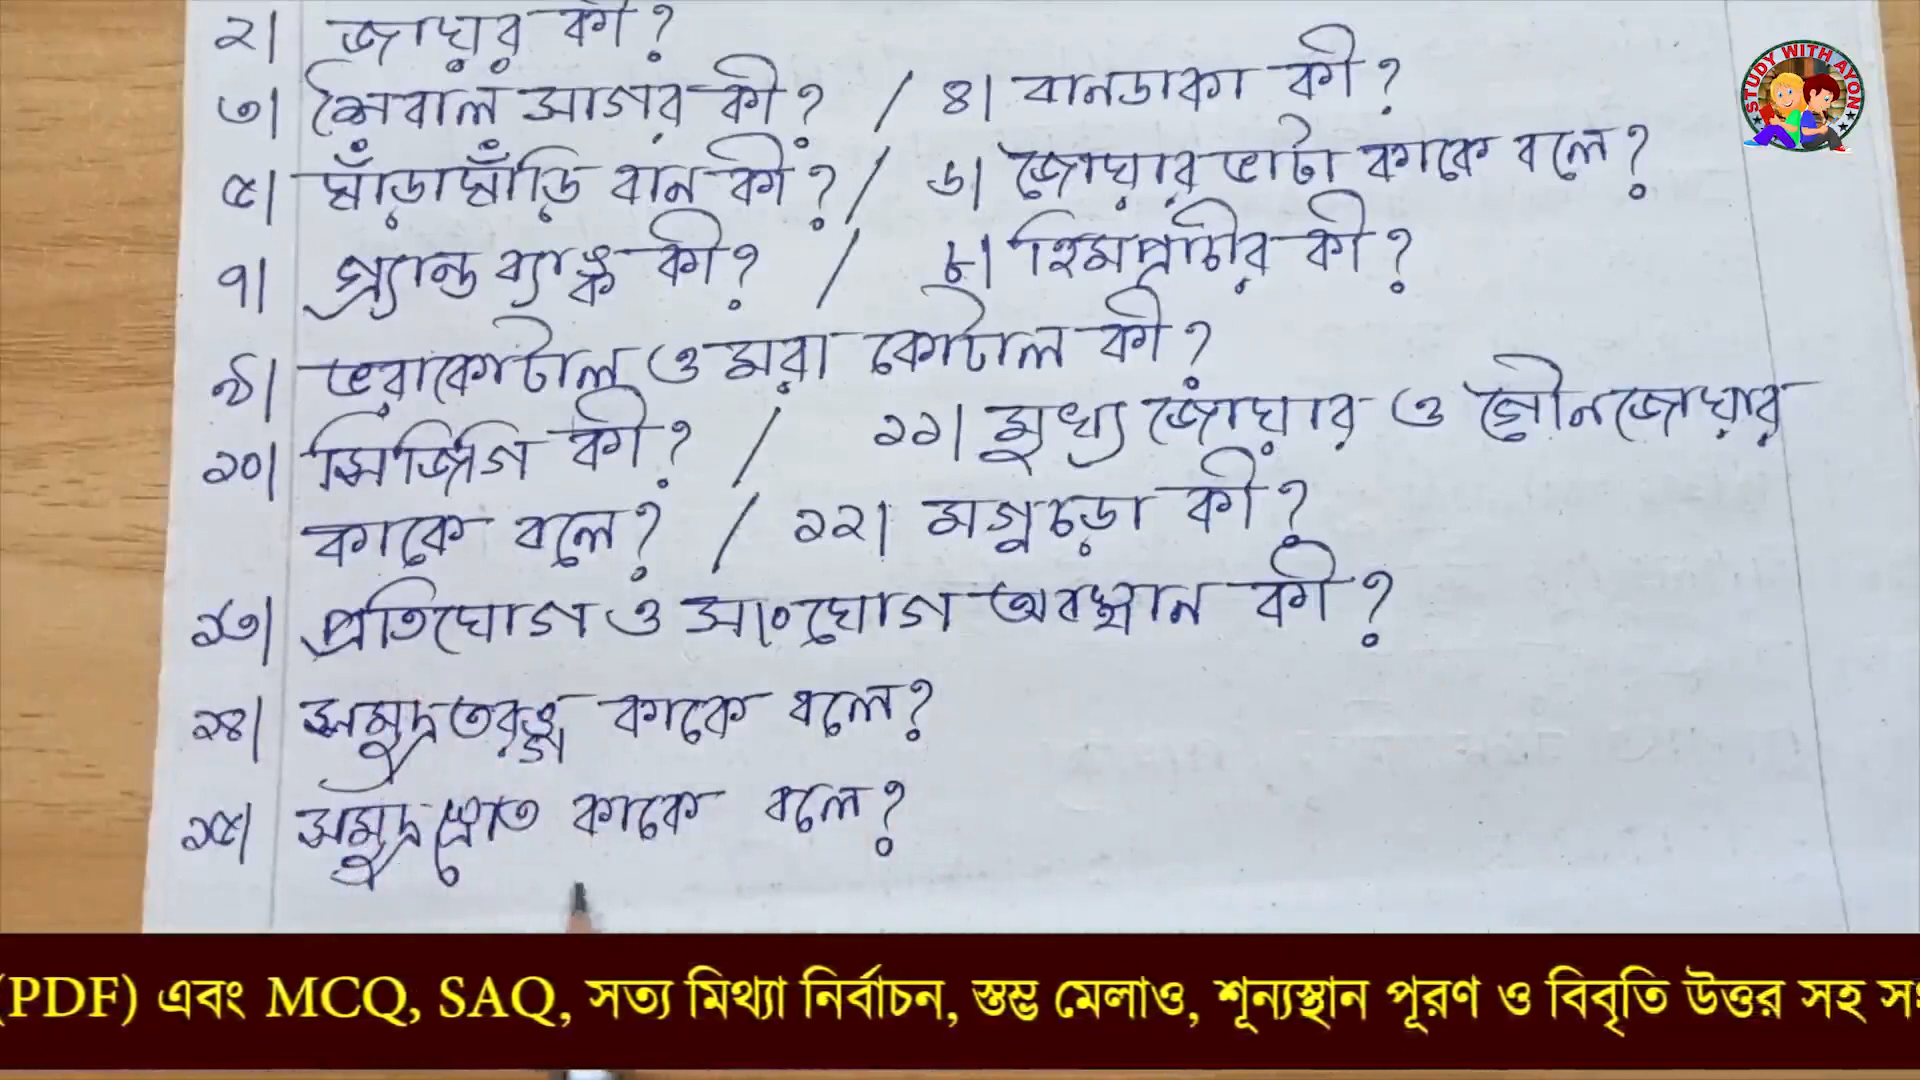 ২। জায়র কী?
৩। শৈবাল সাগর কী? / ৪। বানডাকা কী?
৫। ষাঁড়াষাঁড়ি বান কী? / ৬। জোয়ার ভাটা কাকে বলে?
৭। গ্র্যান্ড ব্যাঙ্ক কী? / ৮। হিমপ্রাচীর কী?
৯। ভরাকোটাল ও মরা কোটাল কী?
১০। সিজিগি কী? / ১১। মুখ্য জোয়ার ও গৌনজোয়ার
কাকে বলে? / ১২। মগ্নচড়া কী?
১৩। প্রতিযোগ ও সংযোগ অবস্থান কী?
১৪। সমুদ্রতরঙ্গ কাকে বলে?
১৫। সমুদ্রস্রোত কাকে বলে?
STUDY WITH AYON
(PDF) এবং MCQ, SAQ, সত্য মিথ্যা নির্বাচন, স্তম্ভ মেলাও, শূন্যস্থান পূরণ ও বিবৃতি উত্তর সহ